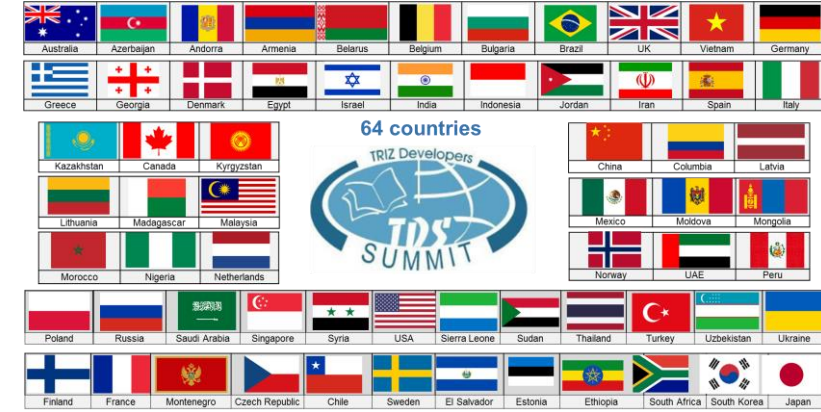 Australia Azerbaijan Andorra Armenia Belarus Belgium Bulgaria Brazil UK Vietnam Germany
Greece Georgia Denmark Egypt Israel India Indonesia Jordan Iran Spain Italy
64 countries
Kazakhstan Canada Kyrgyzstan
Lithuania Madagascar Malaysia
Morocco Nigeria Netherlands
TRIZ Developers
TDS
SUMMIT
China Columbia Latvia
Mexico Moldova Mongolia
Norway UAE Peru
Poland Russia Saudi Arabia Singapore Syria USA Sierra Leone Sudan Thailand Turkey Uzbekistan Ukraine
Finland France Montenegro Czech Republic Chile Sweden El Salvador Estonia Ethiopia South Africa South Korea Japan